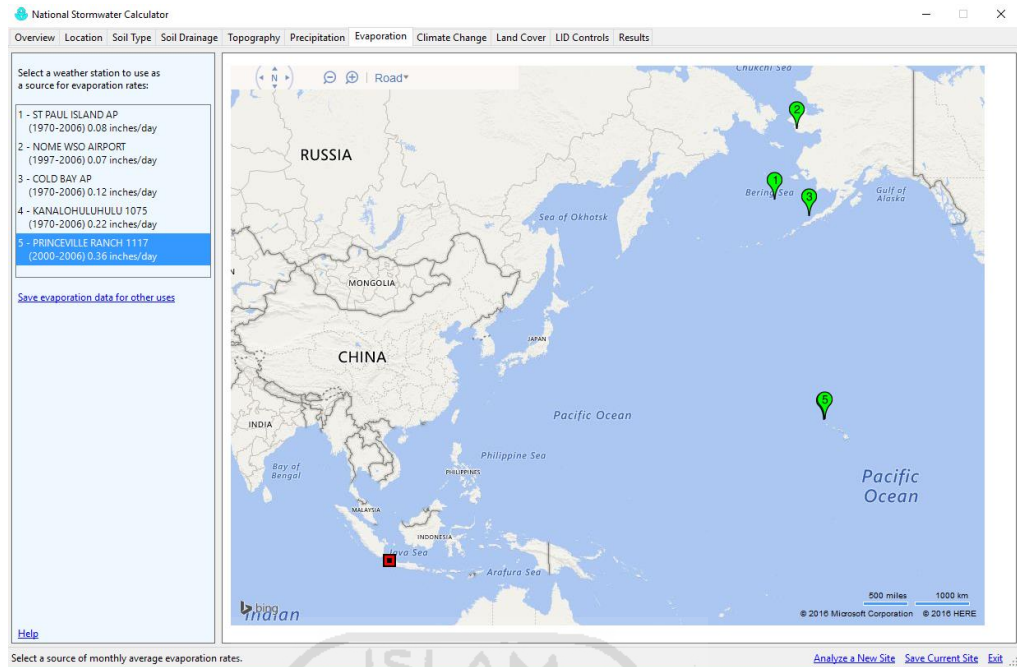 National Stormwater Calculator
Overview Location Soil Type Soil Drainage Topography Precipitation Evaporation Climate Change Land Cover LID Controls Results
Select a weather station to use as
a source for evaporation rates:
1 - ST PAUL ISLAND AP
(1970-2006) 0.08 inches/day
2 - NOME WSO AIRPORT
(1997-2006) 0.07 inches/day
3 - COLD BAY AP
(1970-2006) 0.12 inches/day
4 - KANALOHULUHULU 1075
(1970-2006) 0.22 inches/day
5 - PRINCEVILLE RANCH 1117
(2000-2006) 0.36 inches/day
Save evaporation data for other uses
Help
N
Road
Chukchi Sea
2
RUSSIA
1
Bering Sea
3
Gulf of
Alaska
Sea of Okhotsk
MONGOLIA
JAPAN
CHINA
5
Pacific Ocean
INDIA
Philippine Sea
Bay of
Bengal
PHILIPPINES
Pacific
Ocean
MALAYSIA
INDONESIA
Java Sea
Arafura Sea
500 miles 1000 km
bing
Indian
© 2016 Microsoft Corporation © 2016 HERE
Select a source of monthly average evaporation rates.
Analyze a New Site Save Current Site Exit
ISLAM